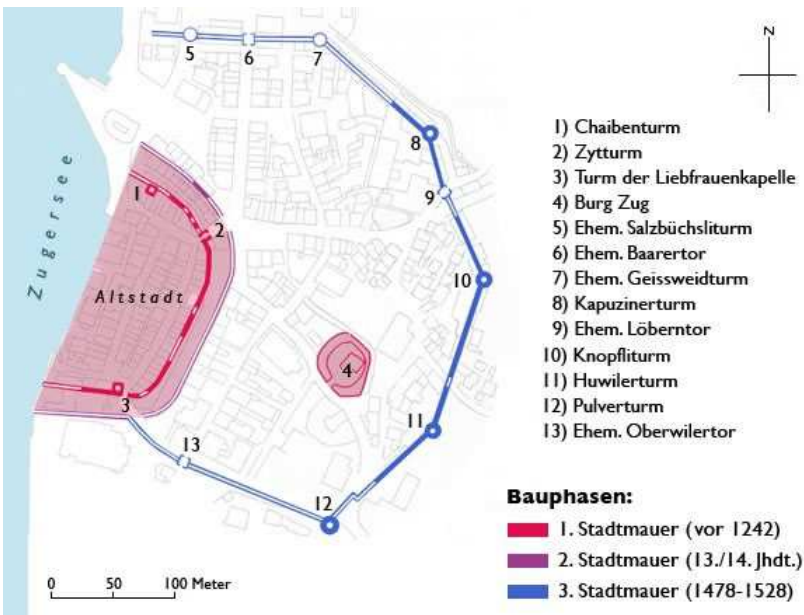 N
5
6
7
8
9
10
11
12
13
1
2
3
4
Zugersee
Altstadt
1) Chaibenturm
2) Zytturm
3) Turm der Liebfrauenkapelle
4) Burg Zug
5) Ehem. Salzbüchsliturm
6) Ehem. Baarertor
7) Ehem. Geissweidturm
8) Kapuzinerturm
9) Ehem. Löberntor
10) Knopfliturm
11) Huwilerturm
12) Pulverturm
13) Ehem. Oberwilertor
Bauphasen:
1. Stadtmauer (vor 1242)
2. Stadtmauer (13./14. Jhdt.)
3. Stadtmauer (1478-1528)
0 50 100 Meter